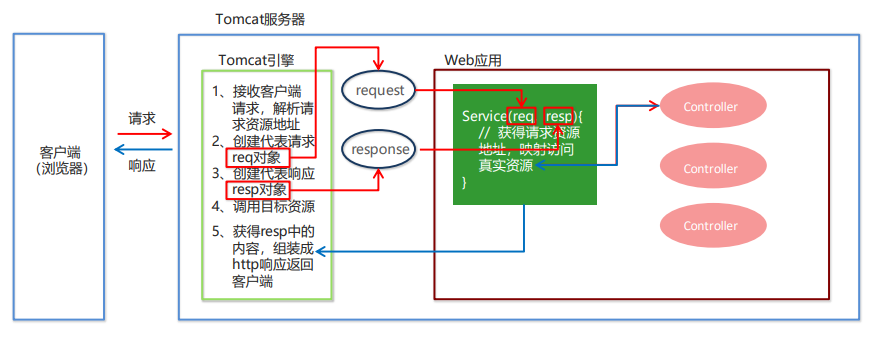 Tomcat服务器
客户端
（浏览器）
请求
响应
Tomcat引擎
1、接收客户端
请求，解析请
求资源地址
2、创建代表请求
req对象
3、创建代表响应
resp对象
4、调用目标资源
5、获得resp中的
内容，组装成
http响应返回
客户端
request
response
Web应用
Service(req resp){
// 获得请求资源
地址，映射访问
真实资源
}
Controller
Controller
Controller